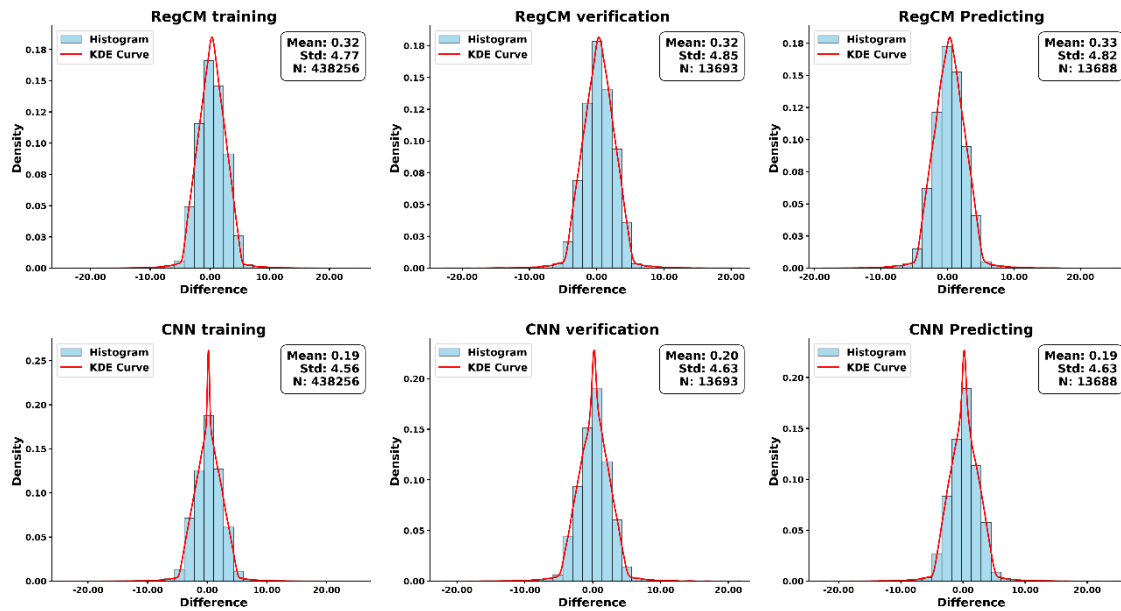 RegCM training
Histogram
KDE Curve
Mean: 0.32
Std: 4.77
N: 438256
0.18
0.15
0.12
0.10
0.08
0.05
0.03
0.00
Density
-20.00 -10.00 0.00 10.00 20.00
Difference
RegCM verification
Histogram
KDE Curve
Mean: 0.32
Std: 4.85
N: 13693
0.18
0.15
0.12
0.10
0.08
0.05
0.03
0.00
Density
-20.00 -10.00 0.00 10.00 20.00
Difference
RegCM Predicting
Histogram
KDE Curve
Mean: 0.33
Std: 4.82
N: 13688
0.18
0.15
0.12
0.10
0.08
0.05
0.03
0.00
Density
-20.00 -10.00 0.00 10.00 20.00
Difference
CNN training
Histogram
KDE Curve
Mean: 0.19
Std: 4.56
N: 438256
0.25
0.20
0.15
0.10
0.05
0.00
Density
-20.00 -10.00 0.00 10.00 20.00
Difference
CNN verification
Histogram
KDE Curve
Mean: 0.20
Std: 4.63
N: 13693
0.20
0.15
0.10
0.05
0.00
Density
-20.00 -10.00 0.00 10.00 20.00
Difference
CNN Predicting
Histogram
KDE Curve
Mean: 0.19
Std: 4.63
N: 13688
0.20
0.15
0.10
0.05
0.00
Density
-20.00 -10.00 0.00 10.00 20.00
Difference